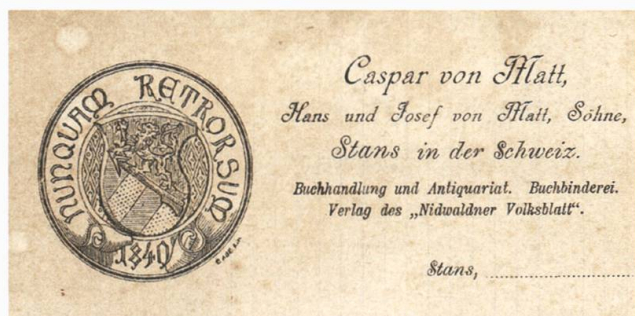 NUNQUAM RETRORSUM
1840
Caspar von Matt,
Hans und Josef von Matt, Söhne,
Stans in der Schweiz.
Buchhandlung und Antiquariat. Buchbinderei.
Verlag des „Nidwaldner Volksblatt“.
Stans,